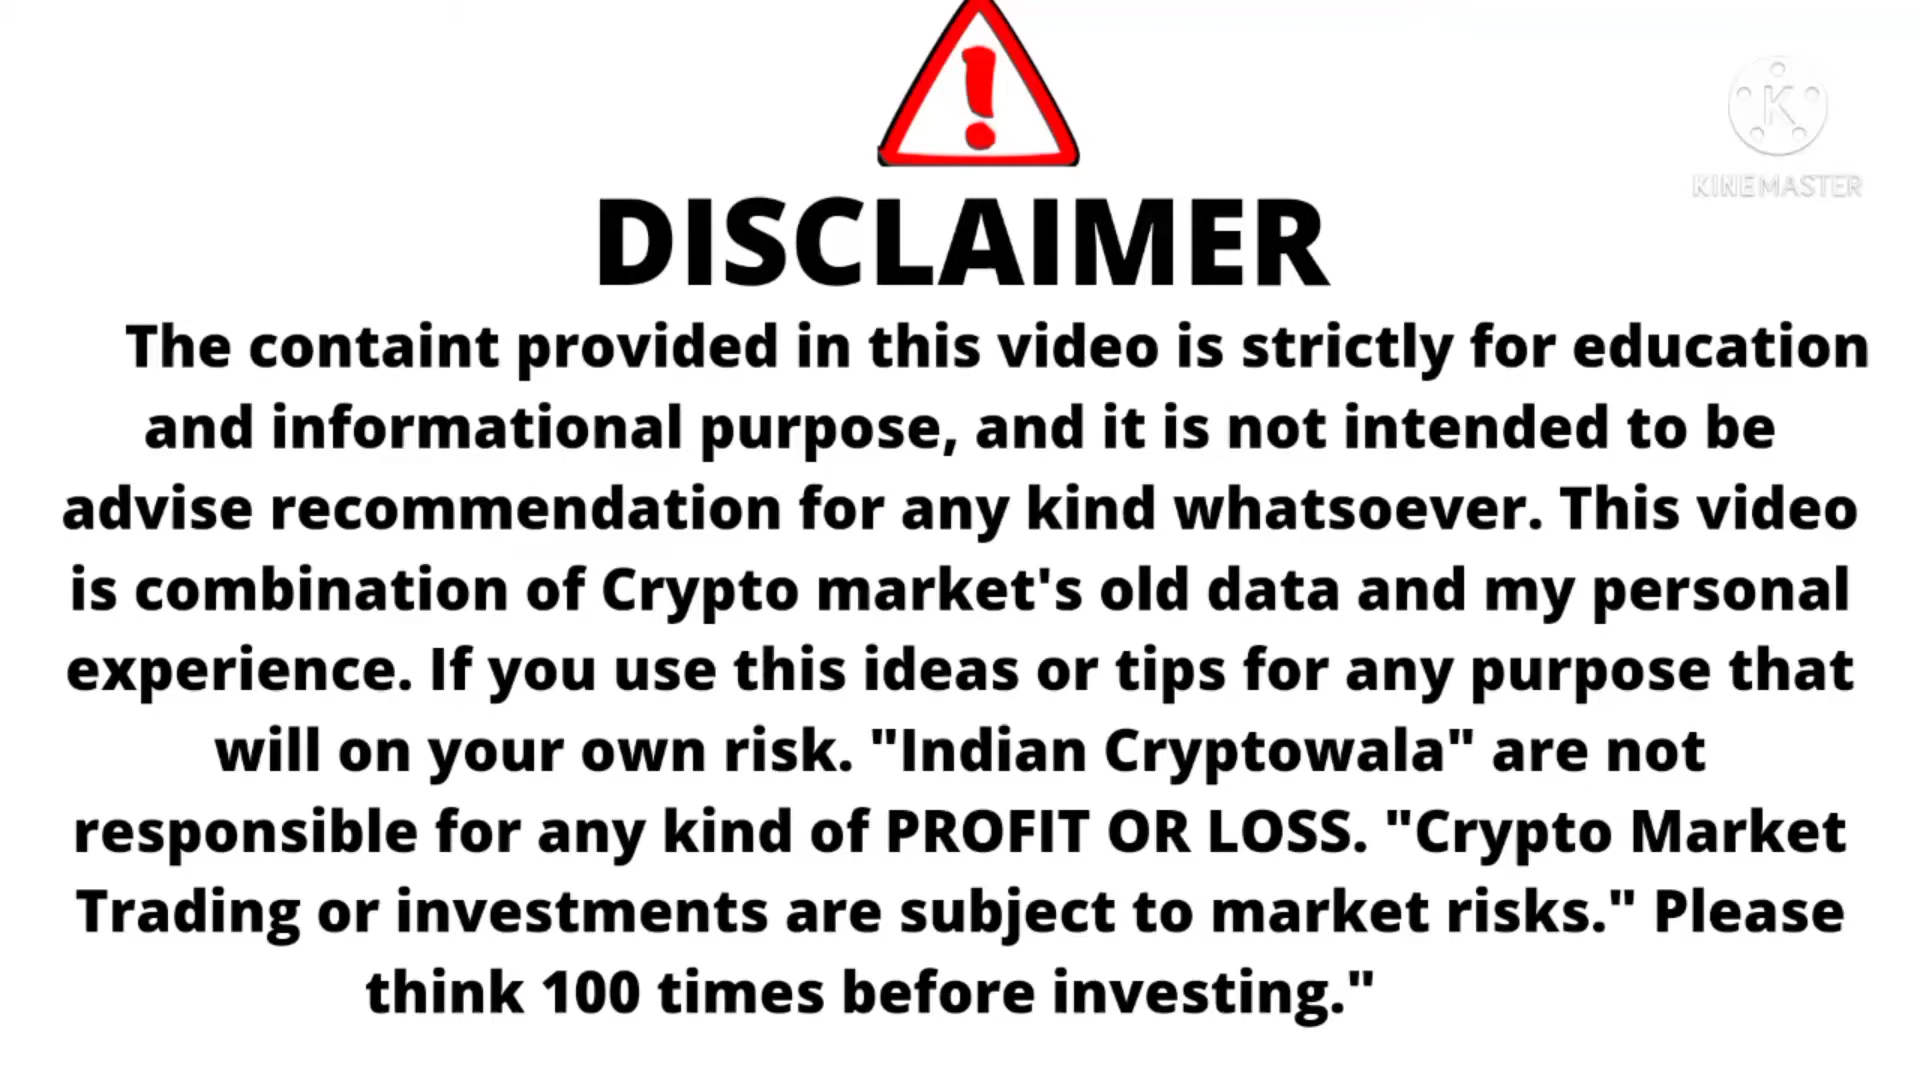 K
KINEMASTER
DISCLAIMER
The containt provided in this video is strictly for education
and informational purpose, and it is not intended to be
advise recommendation for any kind whatsoever. This video
is combination of Crypto market's old data and my personal
experience. If you use this ideas or tips for any purpose that
will on your own risk. "Indian Cryptowala" are not
responsible for any kind of PROFIT OR LOSS. "Crypto Market
Trading or investments are subject to market risks." Please
think 100 times before investing."